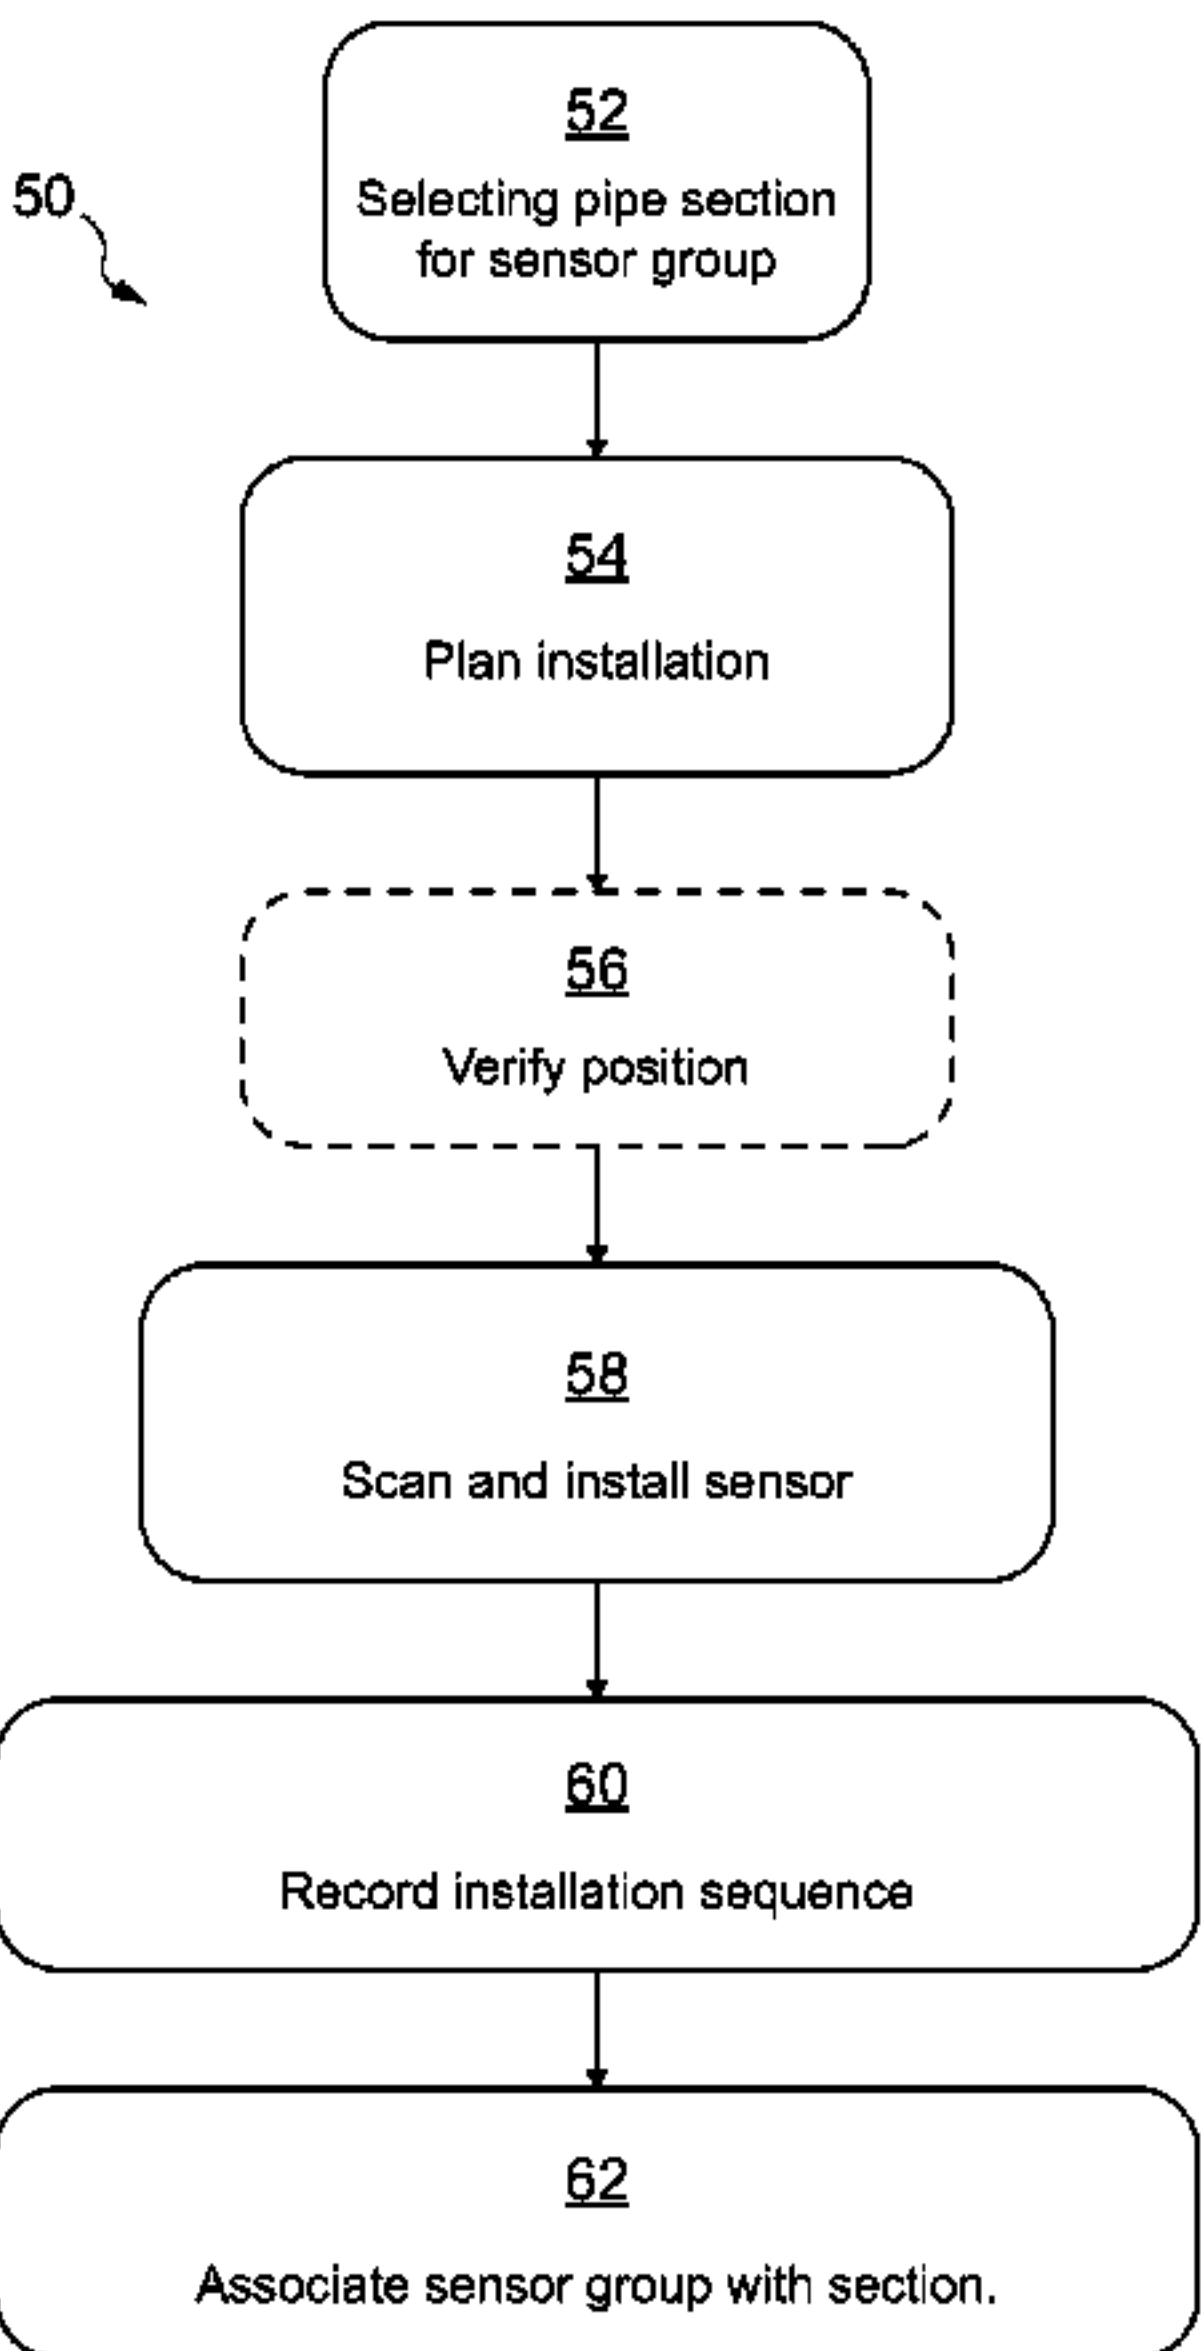 52
Selecting pipe section
for sensor group
50
54
Plan installation
56
Verify position
58
Scan and install sensor
60
Record installation sequence
62
Associate sensor group with section.